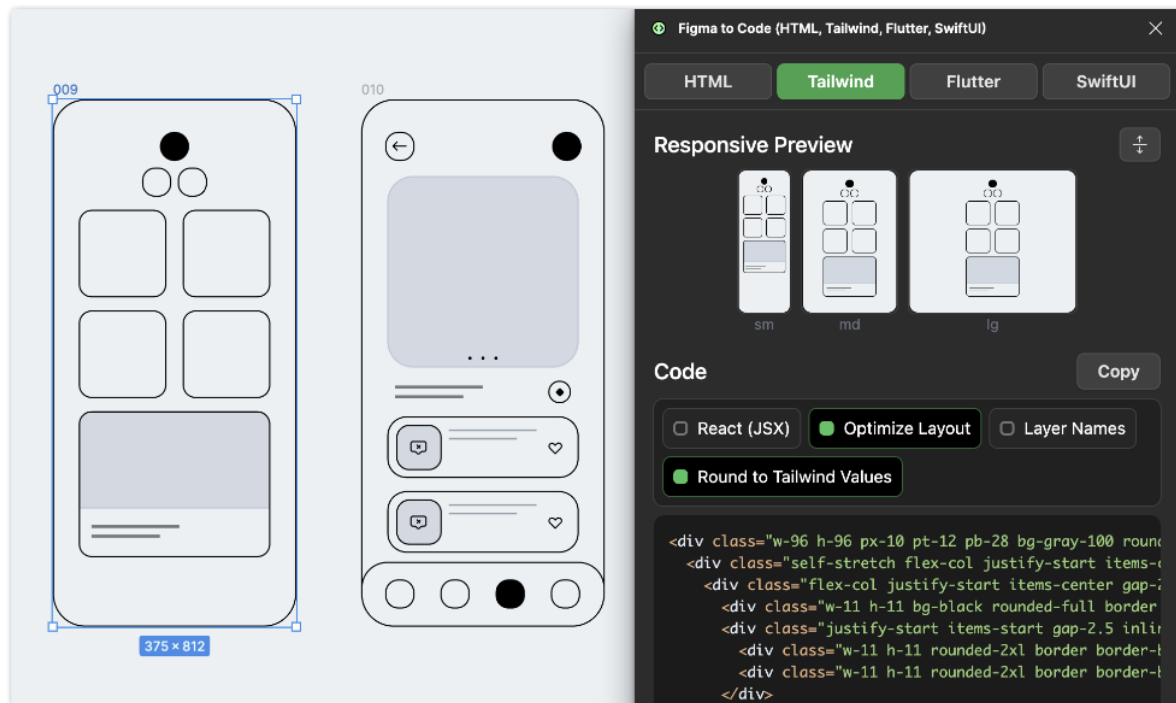 009
010
375 × 812
Figma to Code (HTML, Tailwind, Flutter, SwiftUI)
HTML
Tailwind
Flutter
SwiftUI
Responsive Preview
sm
md
lg
Code
Copy
React (JSX)
Optimize Layout
Layer Names
Round to Tailwind Values
<div class="w-96 h-96 px-10 pt-12 pb-28 bg-gray-100 round
<div class="self-stretch flex-col justify-start items-c
<div class="flex-col justify-start items-center gap-2
<div class="w-11 h-11 bg-black rounded-full border
<div class="justify-start items-start gap-2.5 inlin
<div class="w-11 h-11 rounded-2xl border border-b
<div class="w-11 h-11 rounded-2xl border border-b
</div>